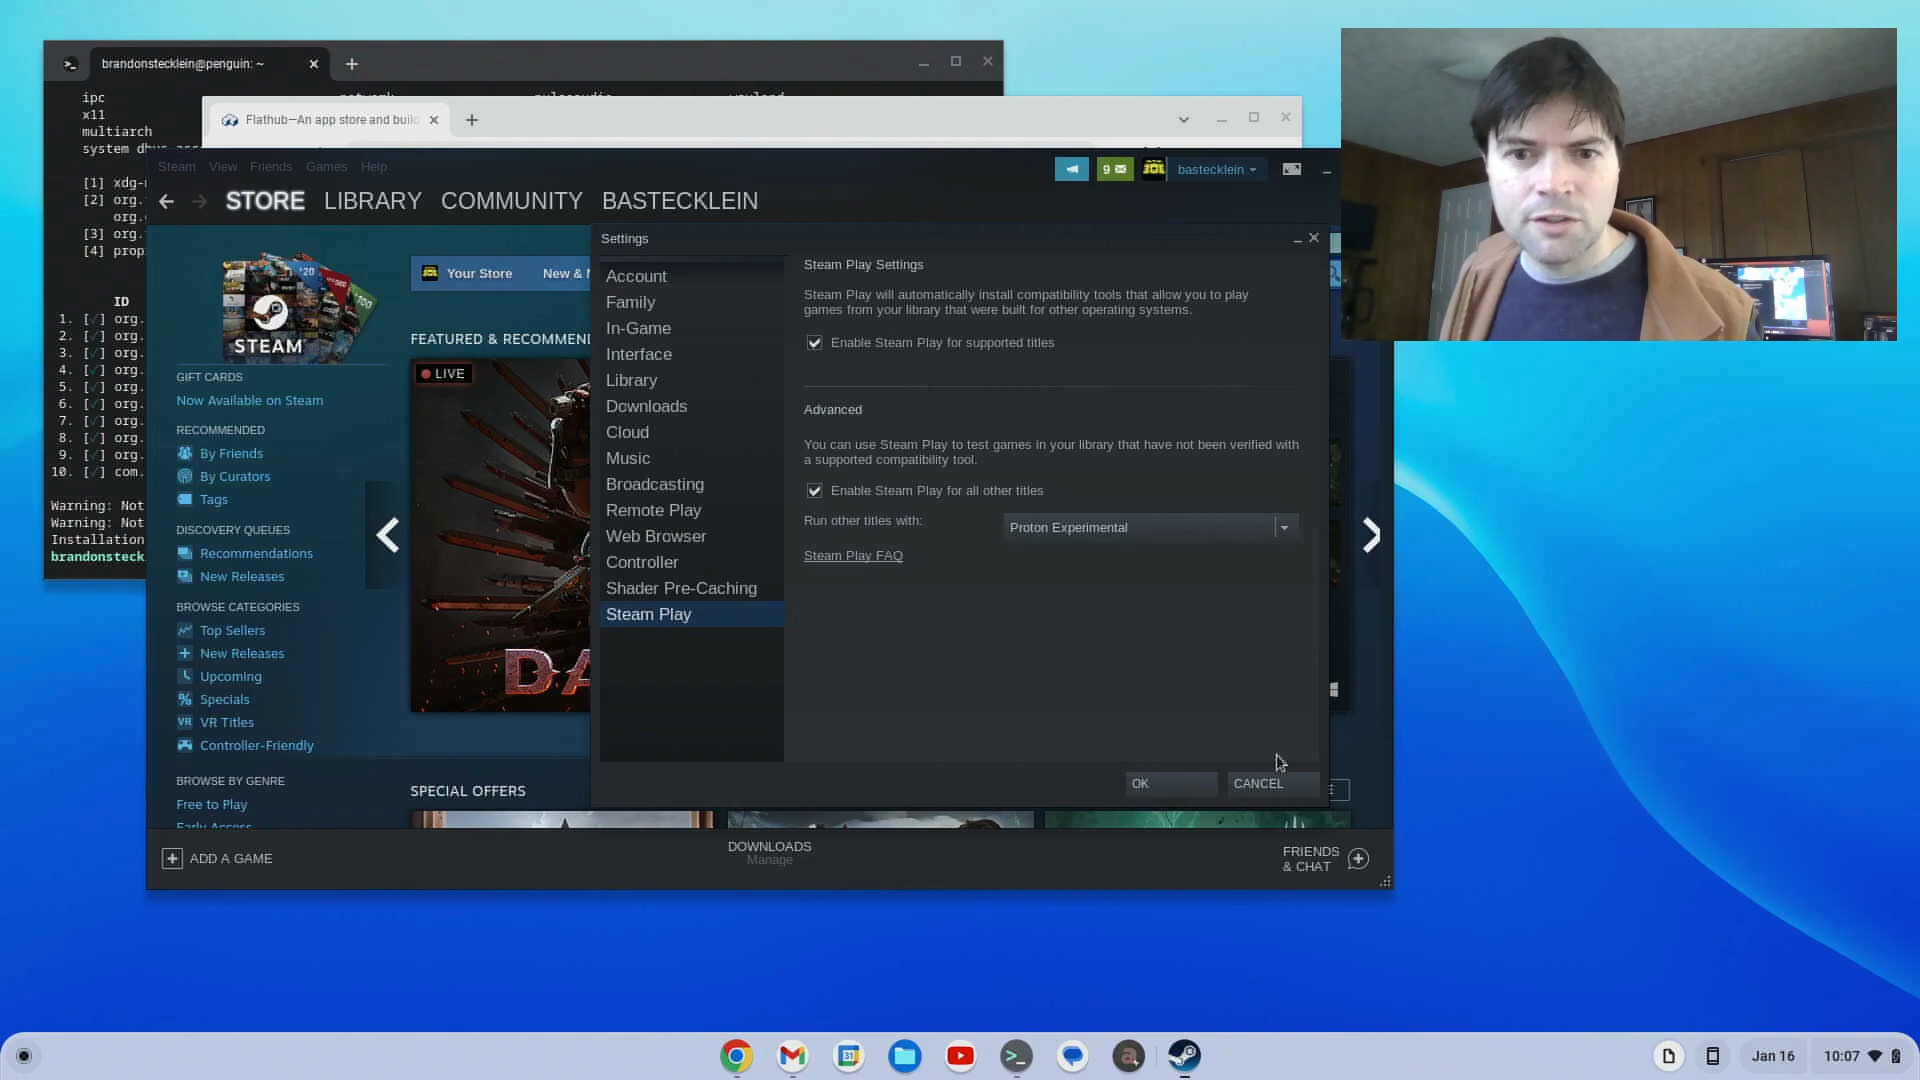 brandonstecklein@penguin: ~
ipc
x11
multiarch
[1] xdg-
[2] org.
org.
[3] org.
[4] prop
ID
1. [✓] org.
2. [✓] org.
3. [✓] org.
4. [✓] org.
5. [✓] org.
6. [✓] org.
7. [✓] org.
8. [✓] org.
9. [✓] org.
10. [✓] com.
Warning: Not
Warning: Not
Installation
brandonsteck
Flathub—An app store and build
Steam View Friends Games Help
9
bastecklein
STORE LIBRARY COMMUNITY BASTECKLEIN
STEAM
$20
GIFT CARDS
Now Available on Steam
RECOMMENDED
By Friends
By Curators
Tags
DISCOVERY QUEUES
Recommendations
New Releases
BROWSE CATEGORIES
Top Sellers
New Releases
Upcoming
Specials
VR Titles
Controller-Friendly
BROWSE BY GENRE
Free to Play
Early Access
Your Store New &
FEATURED & RECOMMEN
LIVE
DA
SPECIAL OFFERS
Settings
Account
Family
In-Game
Interface
Library
Downloads
Cloud
Music
Broadcasting
Remote Play
Web Browser
Controller
Shader Pre-Caching
Steam Play
Steam Play Settings
Steam Play will automatically install compatibility tools that allow you to play
games from your library that were built for other operating systems.
Enable Steam Play for supported titles
Advanced
You can use Steam Play to test games in your library that have not been verified with
a supported compatibility tool.
Enable Steam Play for all other titles
Run other titles with: Proton Experimental
Steam Play FAQ
OK CANCEL
ADD A GAME
DOWNLOADS
Manage
FRIENDS
& CHAT
31
Jan 16 10:07